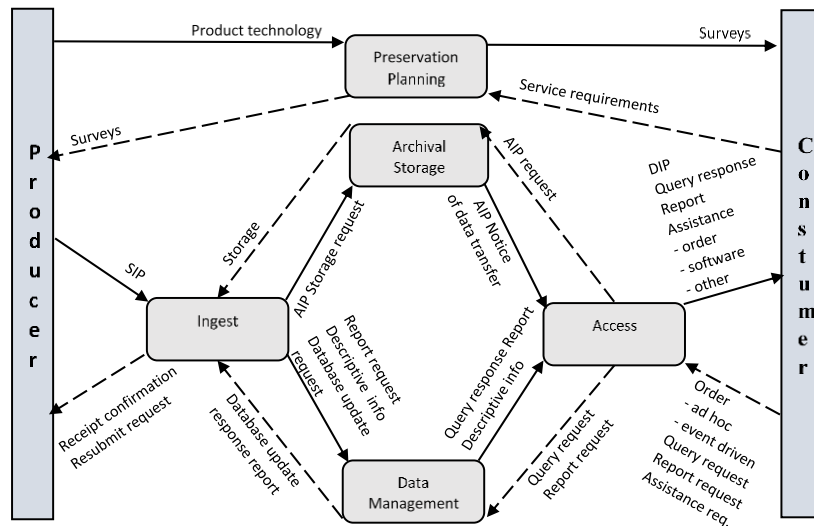 Product technology
Surveys
Preservation
Planning
Service requirements
Surveys
Producer
Constumer
Archival
Storage
AIP request
DIP
Query response
Report
Assistance
- order
- software
- other
Storage
AIP Storage request
AIP Notice
of data transfer
SIP
Ingest
Access
Report request
Descriptive info
Database update
request
Query response Report
Descriptive info
Receipt confirmation
Resubmit request
Database update
response report
Query request
Report request
Order
- ad hoc
- event driven
Query request
Report request
Assistance req.
Data
Management